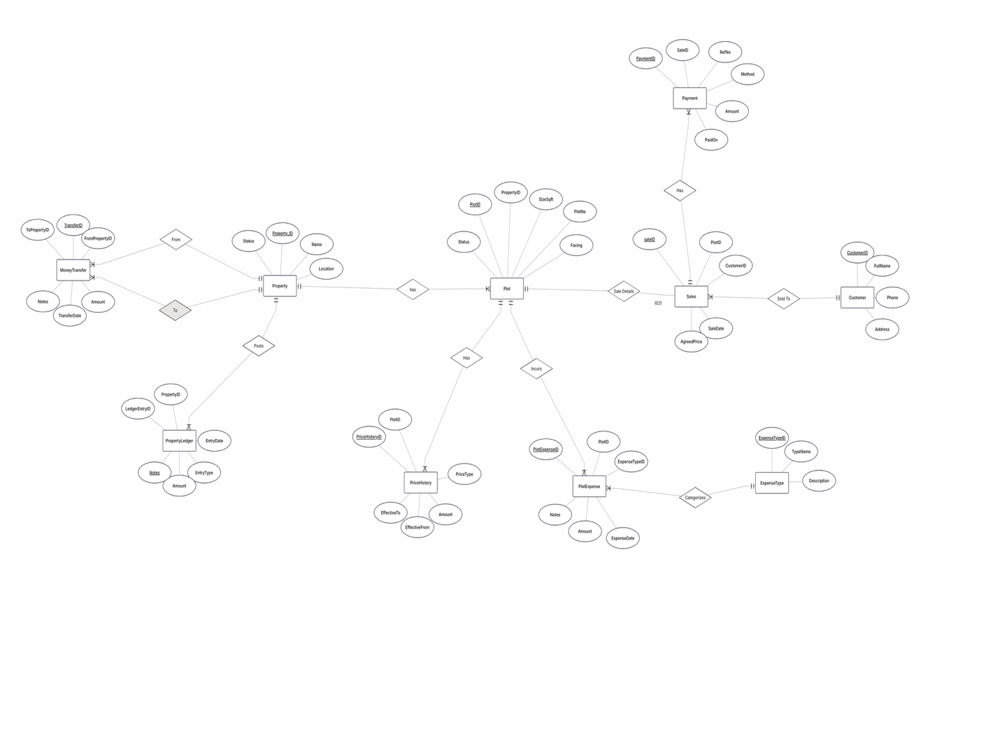 PaymentID
SaleID
RefNo
Method
Payment
Amount
PaidOn
Has
ToPropertyID
TransferID
FromPropertyID
MoneyTransfer
Notes
TransferDate
Amount
From
To
Status
Property_ID
Name
Location
Property
has
Posts
PropertyID
LedgerEntryID
PropertyLedger
EntryDate
Notes
Amount
EntryType
PlotID
PropertyID
SizeSqft
PlotNo
Status
Facing
Plot
Sale Details
(0,1)
saleID
PlotID
CustomerID
Sales
SaleDate
AgreedPrice
Sold To
CustomerID
FullName
Customer
Phone
Address
Has
Incurs
PlotID
PriceHistoryID
PriceType
PriceHistory
EffectiveTo
EffectiveFrom
Amount
PlotExpenseID
PlotID
ExpenseTypeID
PlotExpense
Notes
Amount
ExpenseDate
Categorizes
ExpenseTypeID
TypeName
Description
ExpenseType